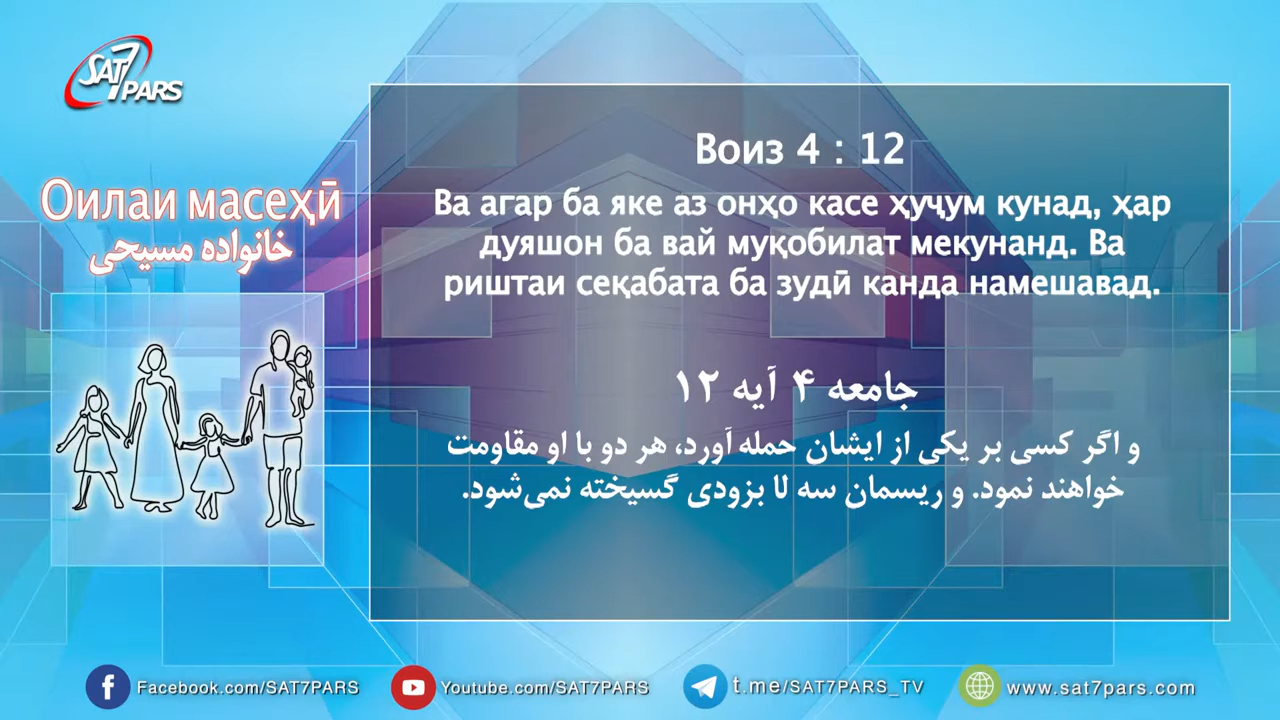 SAT7PARS
Оилаи масеҳӣ
خانواده مسیحی
Воиз 4 : 12
Ва агар ба яке аз онҳо касе ҳуҷум кунад, ҳар
дуяшон ба вай муқобилат мекунанд. Ва
риштаи сеқабата ба зудӣ канда намешавад.
جامعه ۴ آیه ۱۲
و اگر کسی بر یکی از ایشان حمله آورد، هر دو با او مقاومت
خواهند نمود. و ریسمان سه لا بزودی گسیخته نمی‌شود.
Facebook.com/SAT7PARS
Youtube.com/SAT7PARS
t.me/SAT7PARS_TV
www.sat7pars.com